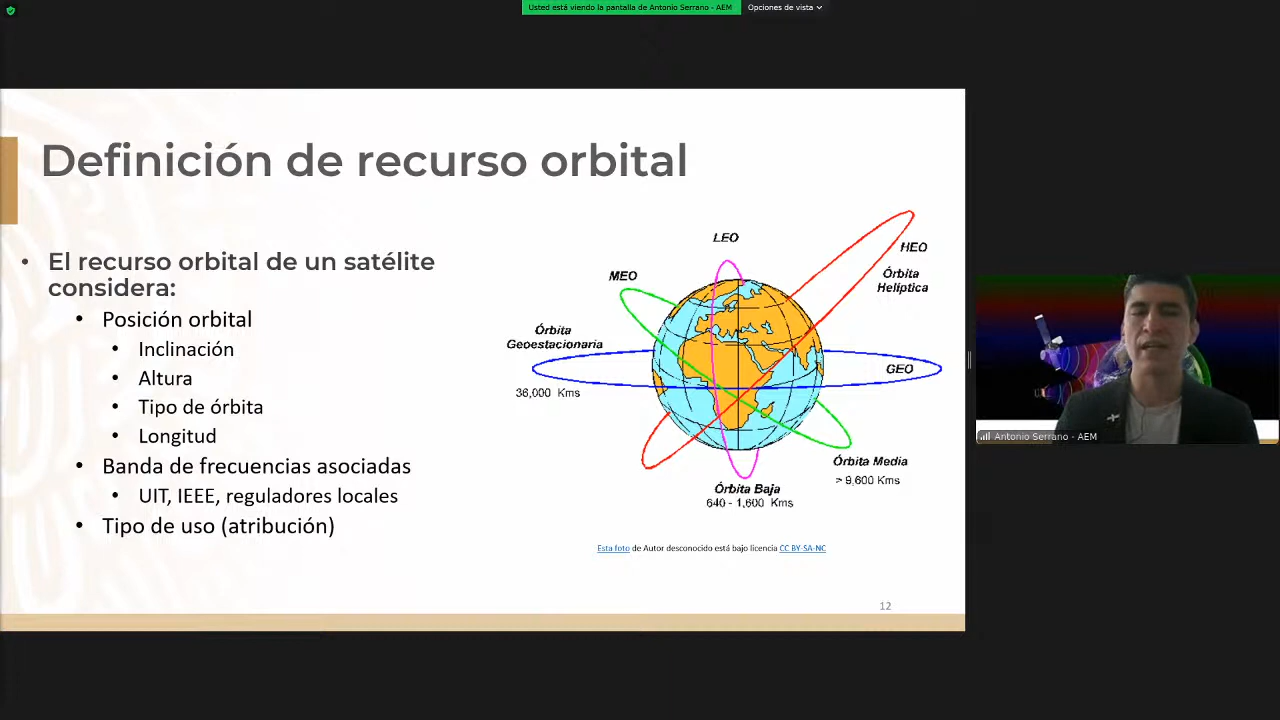 Usted está viendo la pantalla de Antonio Serrano - AEM
Opciones de vista
Definición de recurso orbital
• El recurso orbital de un satélite
considera:
• Posición orbital
• Inclinación
• Altura
• Tipo de órbita
• Longitud
• Banda de frecuencias asociadas
• UIT, IEEE, reguladores locales
• Tipo de uso (atribución)
LEO
MEO
HEO
Órbita
Helíptica
Órbita
Geoestacionaria
GEO
36,000 Kms
Órbita Media
> 9,600 Kms
Órbita Baja
640 - 1,600 Kms
Esta foto de Autor desconocido está bajo licencia CC BY-SA-NC
12
Antonio Serrano - AEM